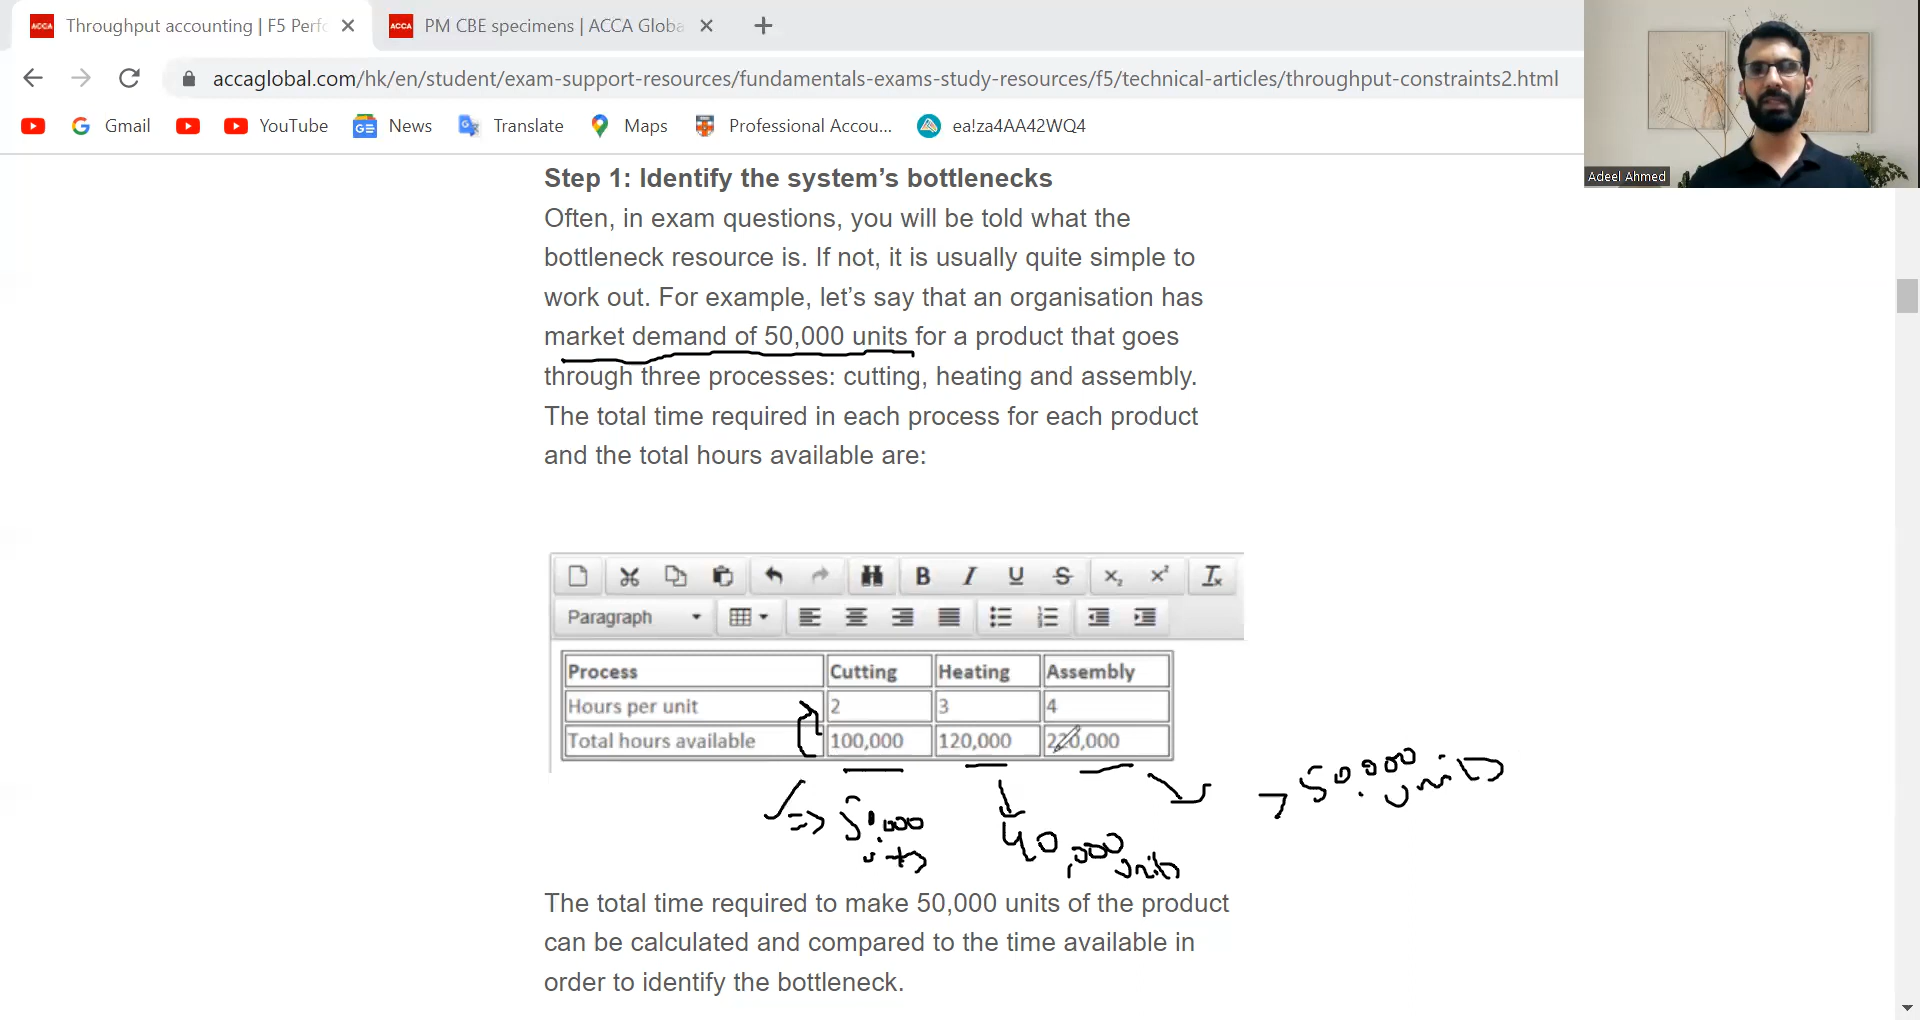 Throughput accounting | F5 Perfo
PM CBE specimens | ACCA Globa
accaglobal.com/hk/en/student/exam-support-resources/fundamentals-exams-study-resources/f5/technical-articles/throughput-constraints2.html
Gmail YouTube News Translate Maps Professional Accou... ea!za4AA42WQ4
Adeel Ahmed
Step 1: Identify the system’s bottlenecks
Often, in exam questions, you will be told what the
bottleneck resource is. If not, it is usually quite simple to
work out. For example, let’s say that an organisation has
market demand of 50,000 units for a product that goes
through three processes: cutting, heating and assembly.
The total time required in each process for each product
and the total hours available are:
Paragraph
Process Cutting Heating Assembly
Hours per unit 2 3 4
Total hours available 100,000 120,000 220,000
50,000 units
=> 50,000
units
40,000 units
The total time required to make 50,000 units of the product
can be calculated and compared to the time available in
order to identify the bottleneck.